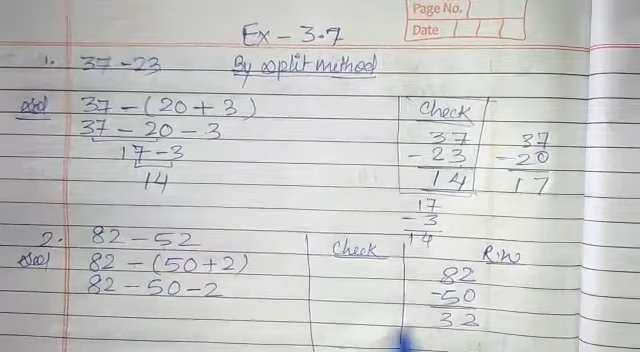 Page No.
Date
Ex - 3.7
1. 37 - 23 By split method
Sol 37 - (20 + 3)
37 - 20 - 3
17 - 3
14
Check
37
- 23
14
17
- 3
14
37
- 20
17
2. 82 - 52
Sol 82 - (50 + 2)
82 - 50 - 2
Check
R.W
82
- 50
32